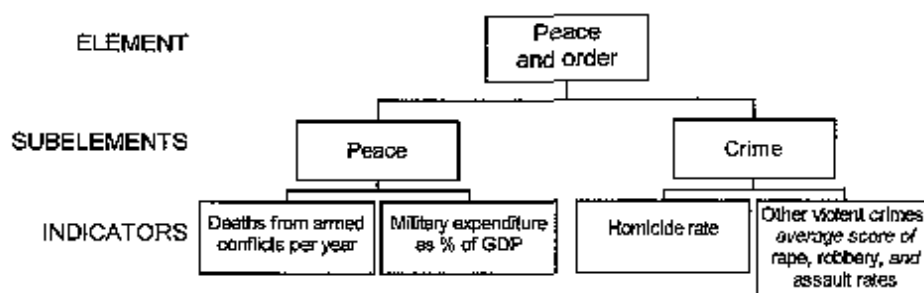 ELEMENT
Peace
and order
SUBELEMENTS
Peace
Crime
INDICATORS
Deaths from armed
conflicts per year
Military expenditure
as % of GDP
Homicide rate
Other violent crimes
average score of
rape, robbery, and
assault rates